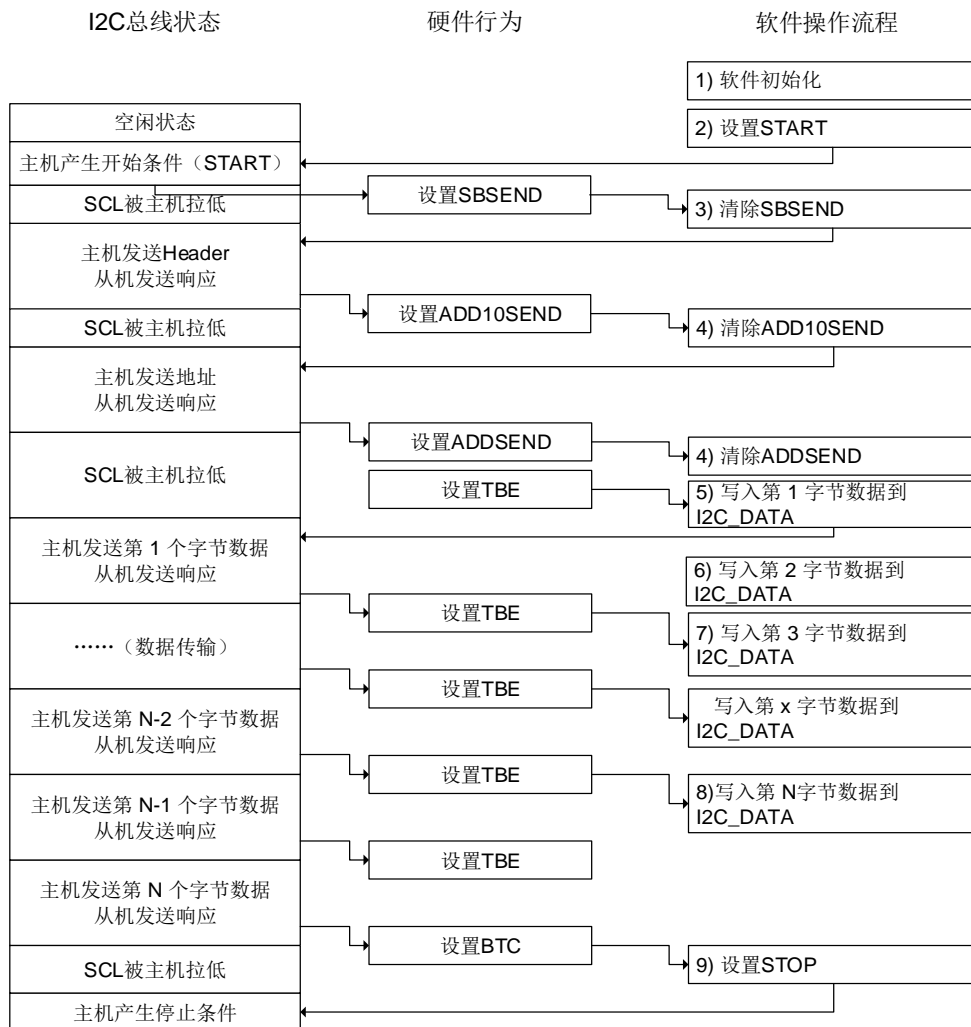 I2C总线状态 硬件行为 软件操作流程
1) 软件初始化
空闲状态
2) 设置START
主机产生开始条件（START）
SCL被主机拉低
设置SBSEND
3) 清除SBSEND
主机发送Header
从机发送响应
设置ADD10SEND
SCL被主机拉低
4) 清除ADD10SEND
主机发送地址
从机发送响应
设置ADDSEND
4) 清除ADDSEND
SCL被主机拉低
设置TBE
5) 写入第 1 字节数据到
I2C_DATA
主机发送第 1 个字节数据
从机发送响应
6) 写入第 2 字节数据到
I2C_DATA
设置TBE
7) 写入第 3 字节数据到
I2C_DATA
……（数据传输）
设置TBE
写入第 x 字节数据到
I2C_DATA
主机发送第 N-2 个字节数据
从机发送响应
设置TBE
8)写入第 N字节数据到
I2C_DATA
主机发送第 N-1 个字节数据
从机发送响应
设置TBE
主机发送第 N 个字节数据
从机发送响应
设置BTC
SCL被主机拉低
9) 设置STOP
主机产生停止条件